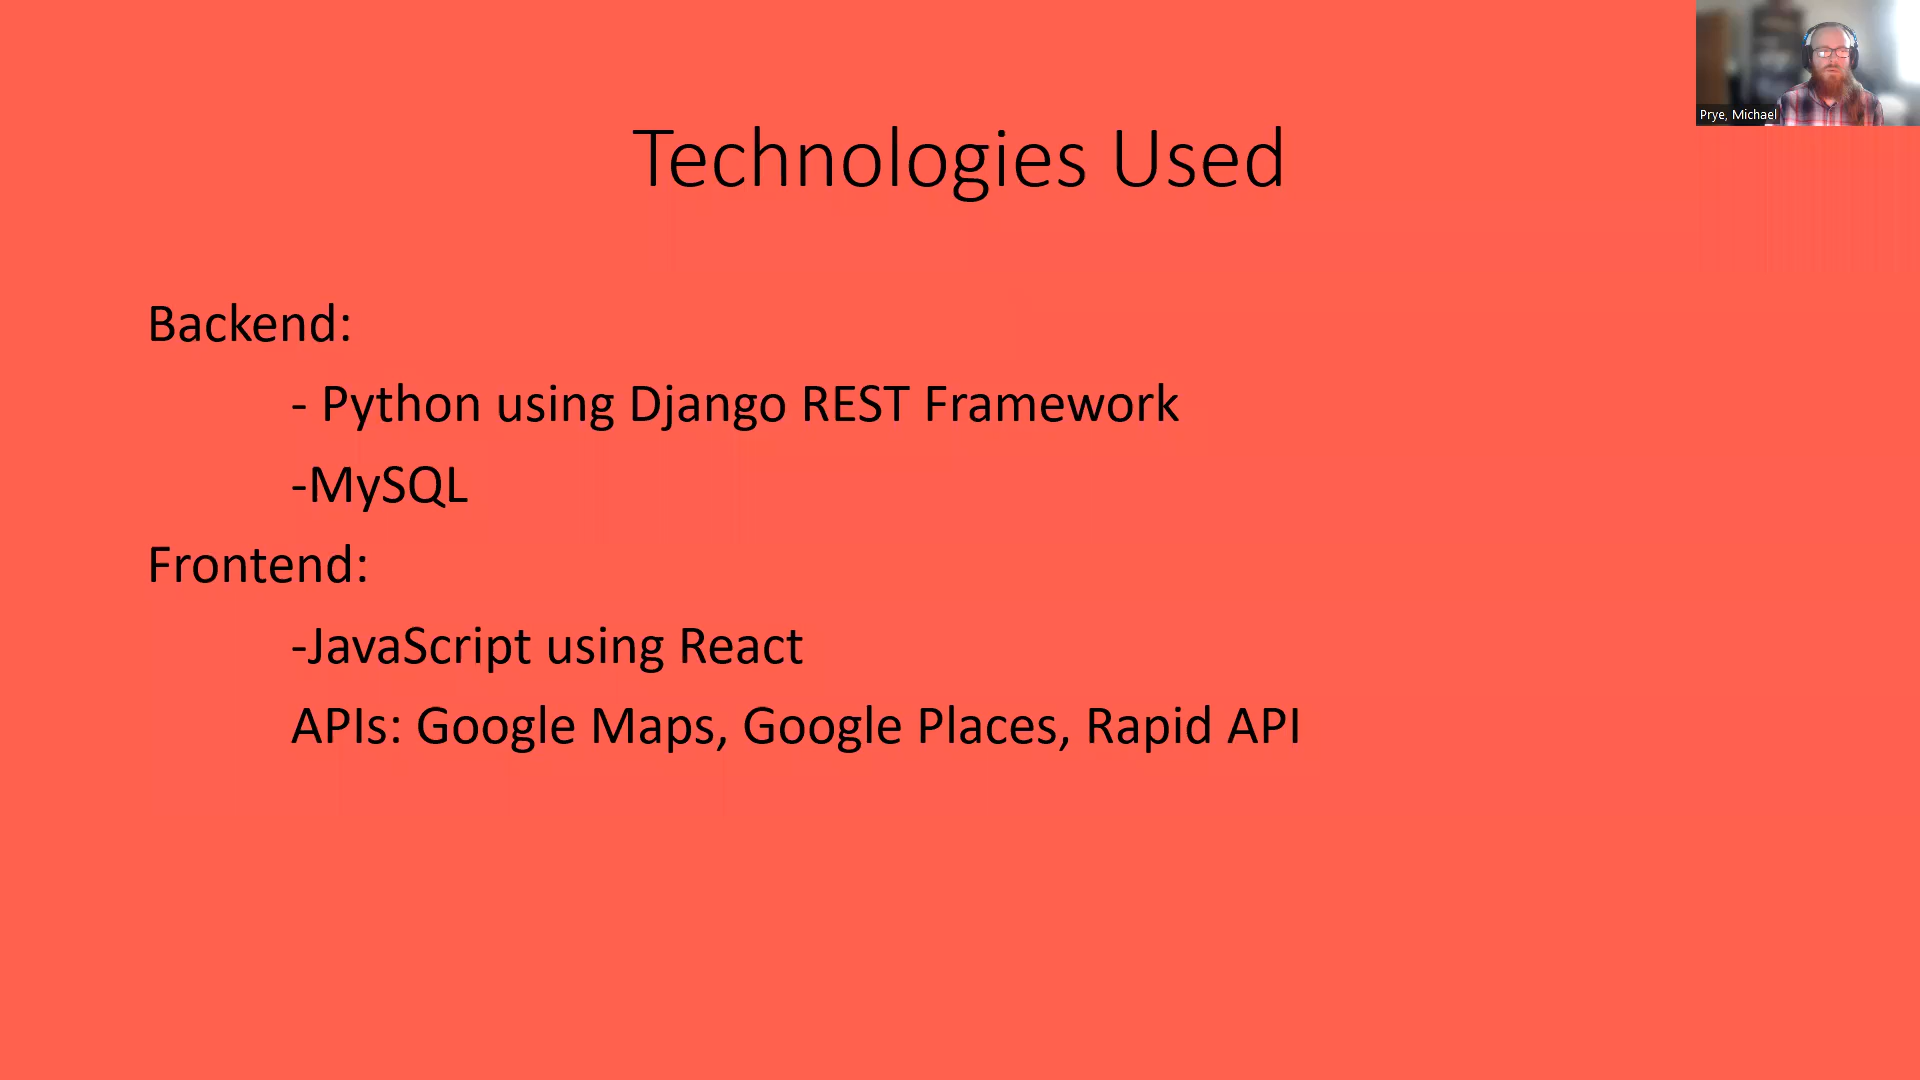 Prye, Michael
Technologies Used
Backend:
- Python using Django REST Framework
-MySQL
Frontend:
-JavaScript using React
APIs: Google Maps, Google Places, Rapid API